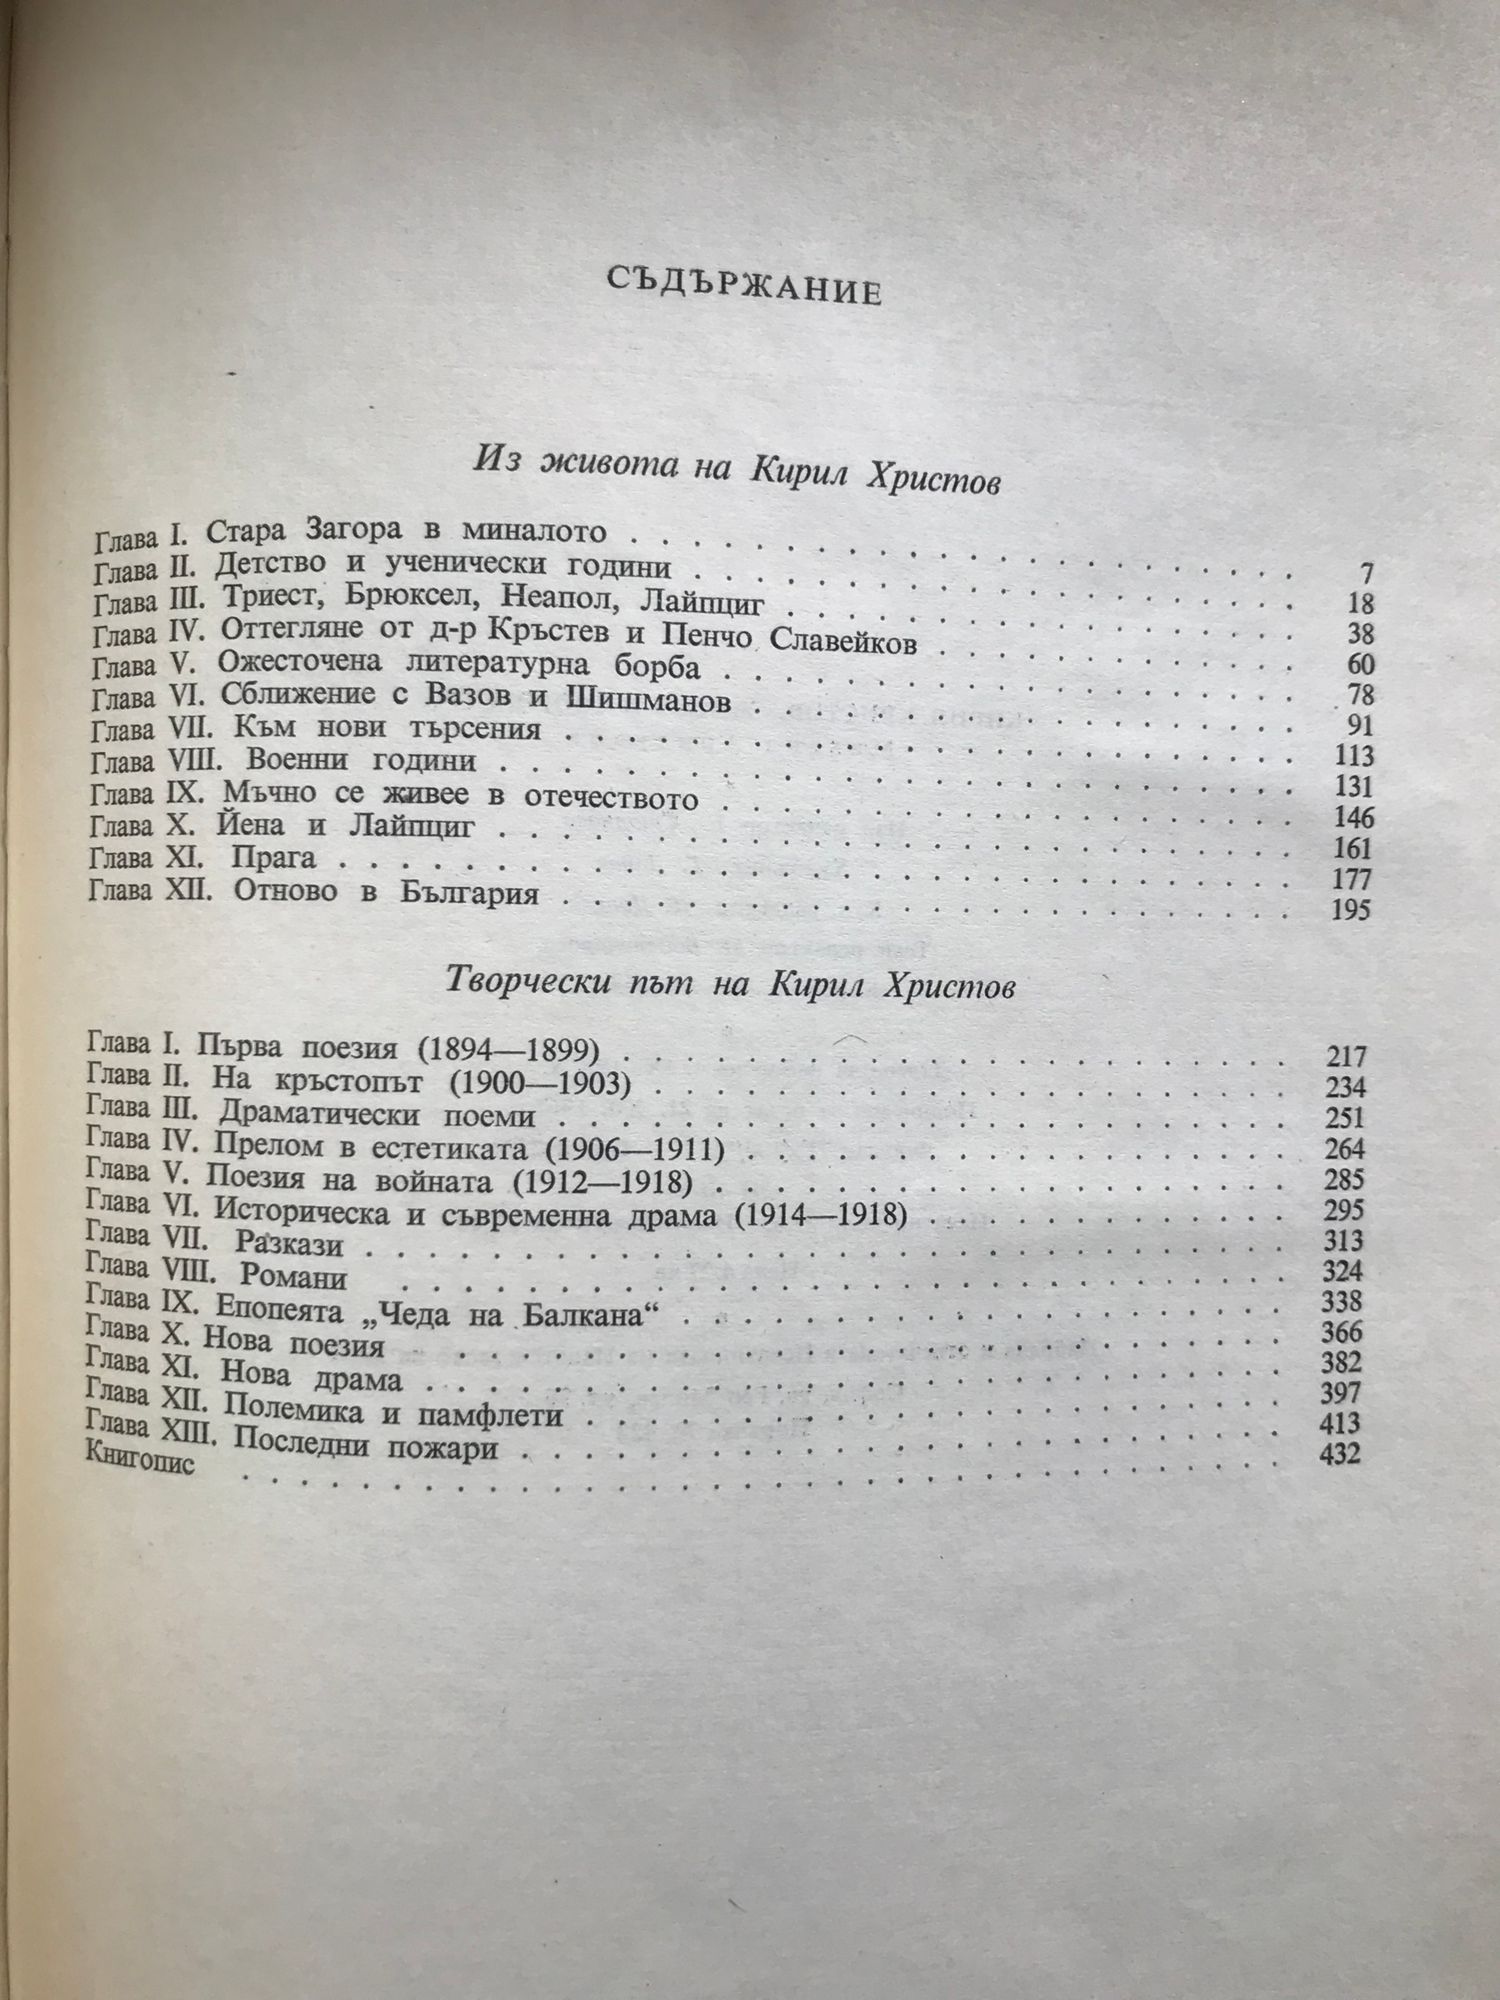 СЪДЪРЖАНИЕ
Из живота на Кирил Христов
Глава I. Стара Загора в миналото . . . . . . . . . . . . . . . . . . . . . . 7
Глава II. Детство и ученически години . . . . . . . . . . . . . . . . . . . . 18
Глава III. Триест, Брюксел, Неапол, Лайпциг . . . . . . . . . . . . . . . . . 38
Глава IV. Оттегляне от д-р Кръстев и Пенчо Славейков . . . . . . . . . . . . 60
Глава V. Ожесточена литературна борба . . . . . . . . . . . . . . . . . . . 78
Глава VI. Сближение с Вазов и Шишманов . . . . . . . . . . . . . . . . . . 91
Глава VII. Към нови търсения . . . . . . . . . . . . . . . . . . . . . . . . 113
Глава VIII. Военни години . . . . . . . . . . . . . . . . . . . . . . . . . . 131
Глава IX. Мъчно се живее в отечеството . . . . . . . . . . . . . . . . . . . 146
Глава X. Йена и Лайпциг . . . . . . . . . . . . . . . . . . . . . . . . . . 161
Глава XI. Прага . . . . . . . . . . . . . . . . . . . . . . . . . . . . . . 177
Глава XII. Отново в България . . . . . . . . . . . . . . . . . . . . . . . . 195
Творчески път на Кирил Христов
Глава I. Първа поезия (1894—1899) . . . . . . . . . . . . . . . . . . . . . 217
Глава II. На кръстопът (1900—1903) . . . . . . . . . . . . . . . . . . . . . 234
Глава III. Драматически поеми . . . . . . . . . . . . . . . . . . . . . . . . 251
Глава IV. Прелом в естетиката (1906—1911) . . . . . . . . . . . . . . . . . 264
Глава V. Поезия на войната (1912—1918) . . . . . . . . . . . . . . . . . . . 285
Глава VI. Историческа и съвременна драма (1914—1918) . . . . . . . . . . . . 295
Глава VII. Разкази . . . . . . . . . . . . . . . . . . . . . . . . . . . . . 313
Глава VIII. Романи . . . . . . . . . . . . . . . . . . . . . . . . . . . . . 324
Глава IX. Епопеята „Чеда на Балкана“ . . . . . . . . . . . . . . . . . . . . 338
Глава X. Нова поезия . . . . . . . . . . . . . . . . . . . . . . . . . . . . 366
Глава XI. Нова драма . . . . . . . . . . . . . . . . . . . . . . . . . . . . 382
Глава XII. Полемика и памфлети . . . . . . . . . . . . . . . . . . . . . . . 397
Глава XIII. Последни пожари . . . . . . . . . . . . . . . . . . . . . . . . . 413
Книгопис . . . . . . . . . . . . . . . . . . . . . . . . . . . . . . . . . . 432